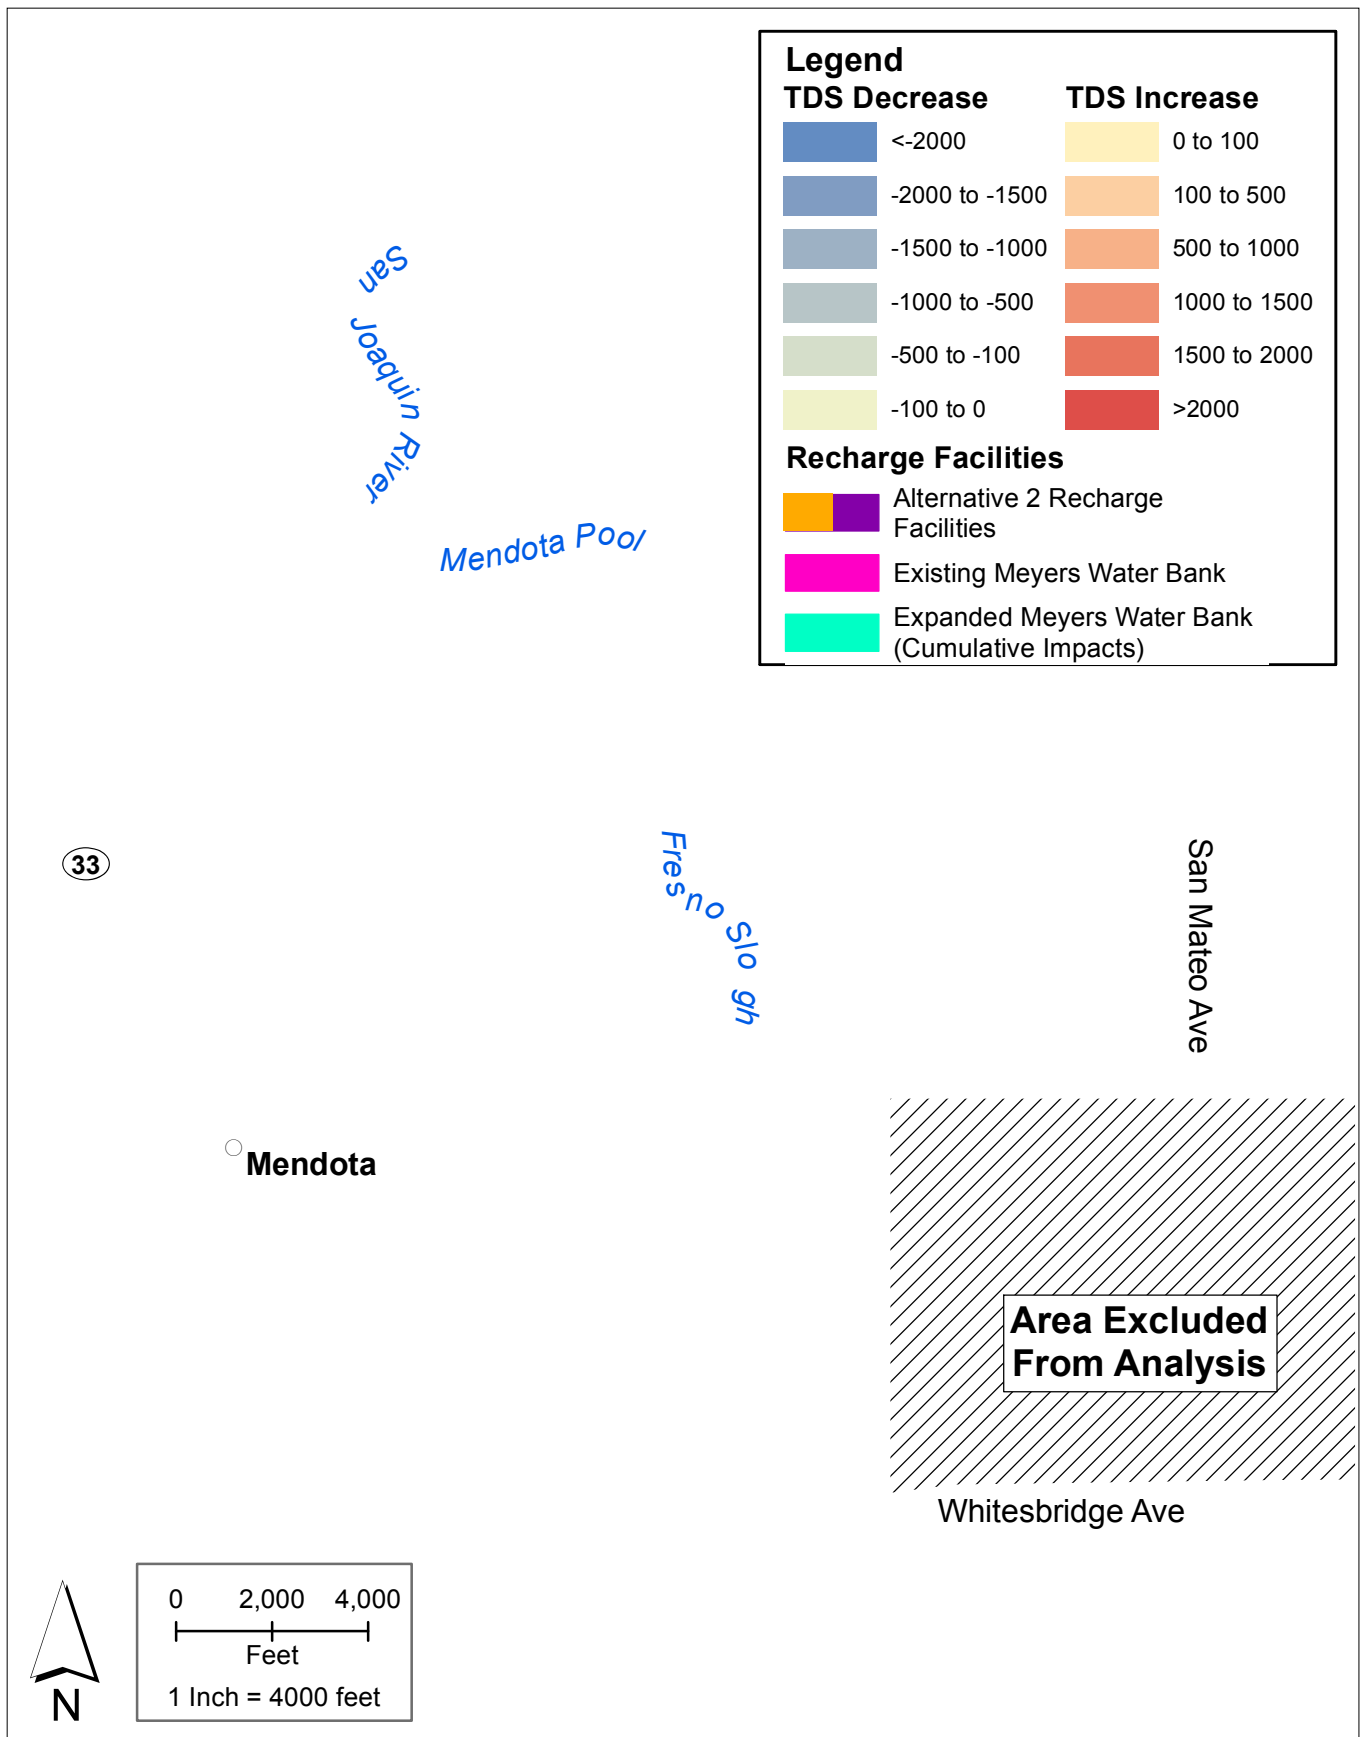 Legend
TDS Decrease
<-2000
-2000 to -1500
-1500 to -1000
-1000 to -500
-500 to -100
-100 to 0
TDS Increase
0 to 100
100 to 500
500 to 1000
1000 to 1500
1500 to 2000
>2000
Recharge Facilities
Alternative 2 Recharge
Facilities
Existing Meyers Water Bank
Expanded Meyers Water Bank
(Cumulative Impacts)
San Joaquin River
Mendota Pool
33
Fresno Slo gh
San Mateo Ave
Mendota
Area Excluded
From Analysis
Whitesbridge Ave
0 2,000 4,000
Feet
1 Inch = 4000 feet
N